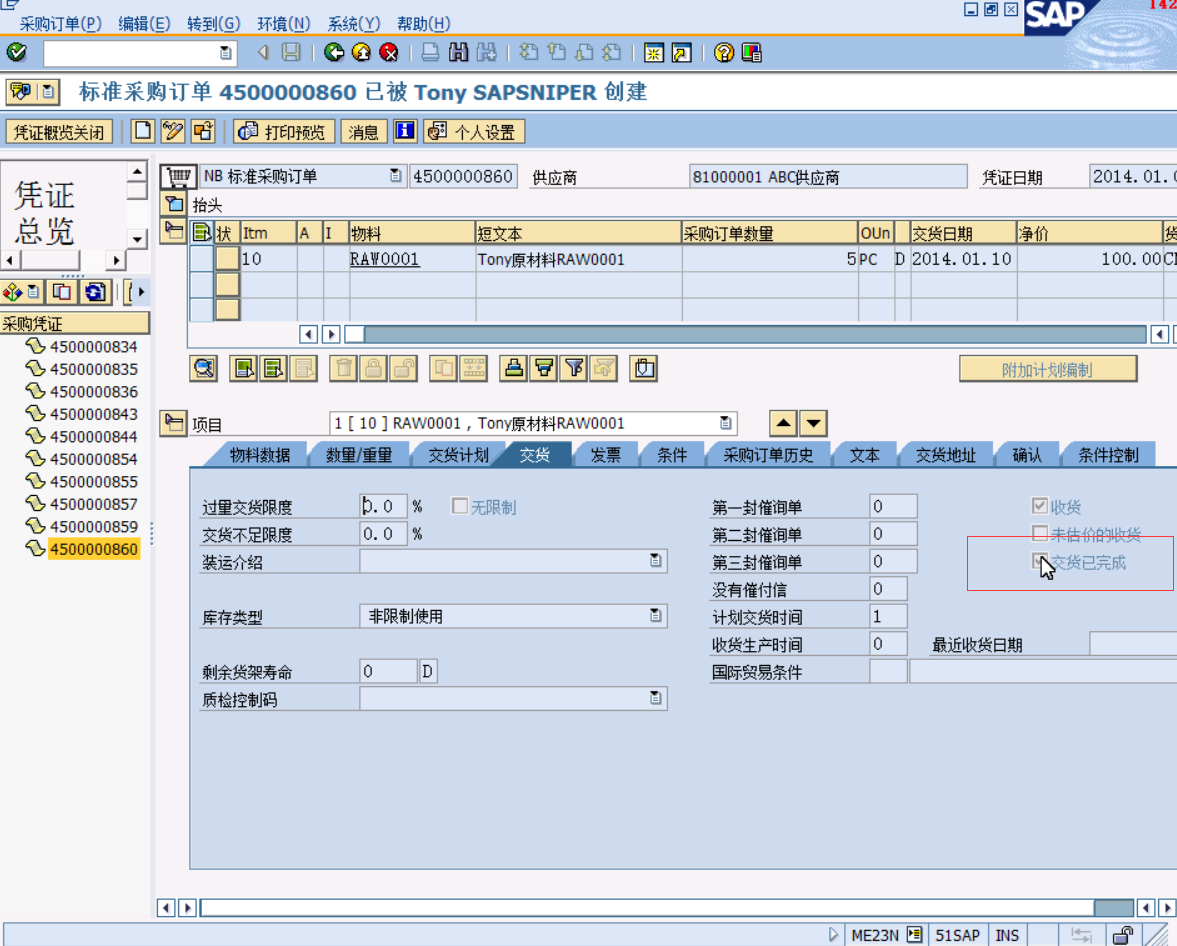 142
采购订单(P) 编辑(E) 转到(G) 环境(N) 系统(Y) 帮助(H)
SAP
标准采购订单 4500000860 已被 Tony SAPSNIPER 创建
凭证概览关闭 打印预览 消息 个人设置
凭证
总览
NB 标准采购订单 4500000860 供应商 81000001 ABC供应商 凭证日期 2014.01.0
抬头
状 Itm A I 物料 短文本 采购订单数量 OUn 交货日期 净价 货
10 RAW0001 Tony原材料RAW0001 5 PC D 2014.01.10 100.00 CN
采购凭证
4500000834
4500000835
4500000836
4500000843
4500000844
4500000854
4500000855
4500000857
4500000859
4500000860
附加计划编制
项目 1 [ 10 ] RAW0001 , Tony原材料RAW0001
物料数据 数量/重量 交货计划 交货 发票 条件 采购订单历史 文本 交货地址 确认 条件控制
过量交货限度 0.0 % 无限制 第一封催询单 0 收货
交货不足限度 0.0 % 第二封催询单 0 未估价的收货
装运介绍 第三封催询单 0 交货已完成
没有催付信 0
库存类型 非限制使用 计划交货时间 1
收货生产时间 0 最近收货日期
剩余货架寿命 0 D 国际贸易条件
质检控制码
ME23N 51SAP INS